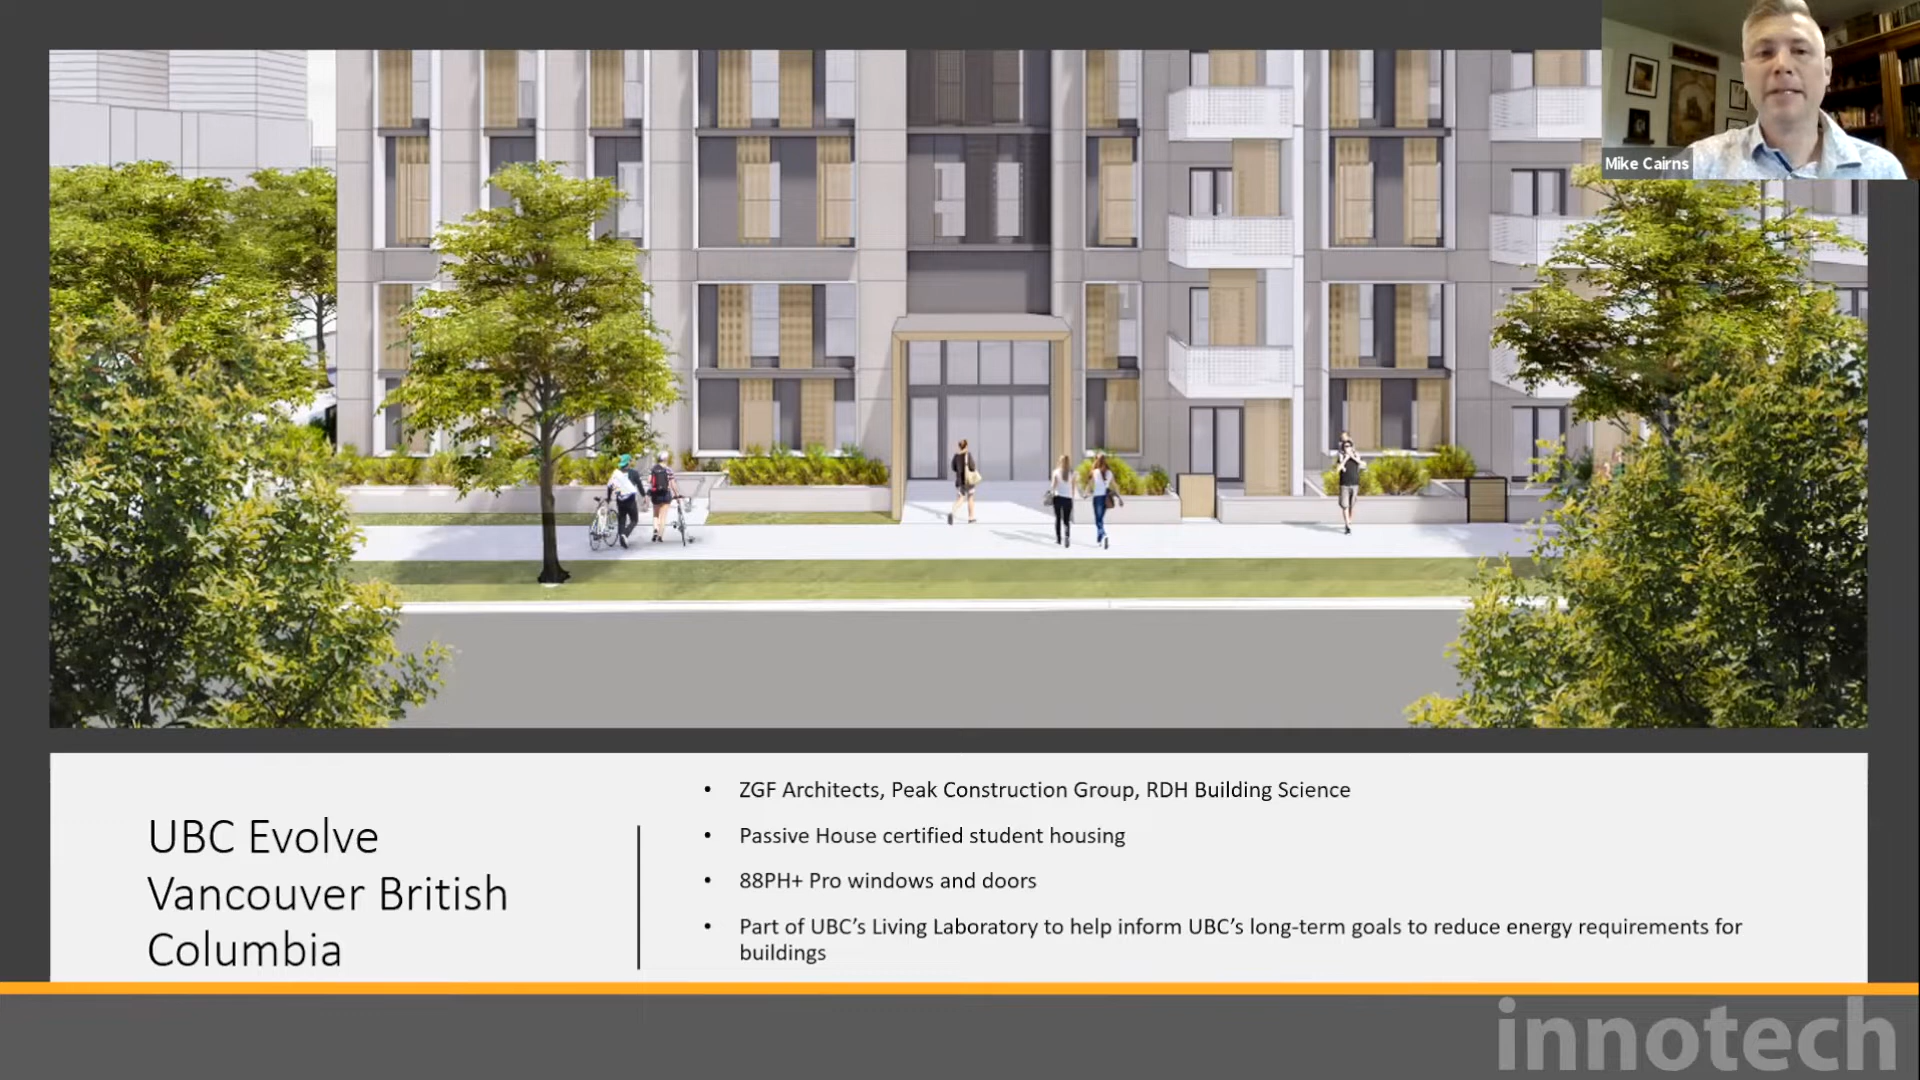 Mike Cairns
UBC Evolve
Vancouver British
Columbia
• ZGF Architects, Peak Construction Group, RDH Building Science
• Passive House certified student housing
• 88PH+ Pro windows and doors
• Part of UBC’s Living Laboratory to help inform UBC’s long-term goals to reduce energy requirements for
buildings
innotech